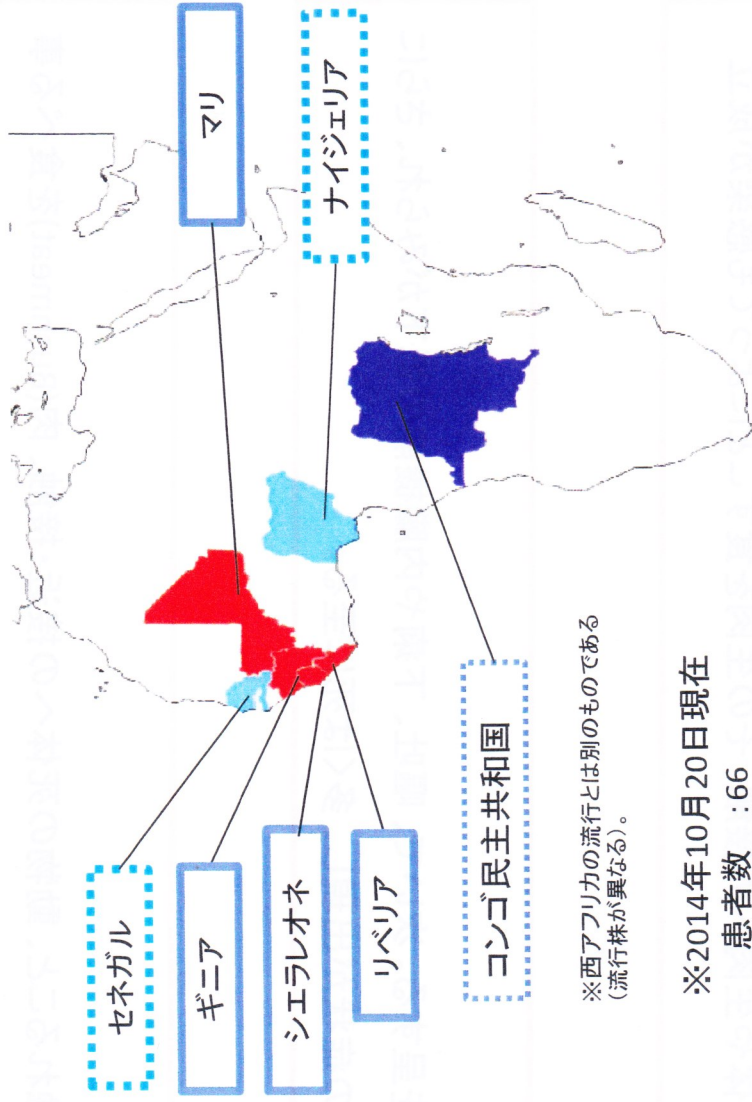 セネガル
ギニア
シエラレオネ
リベリア
コンゴ民主共和国
マリ
ナイジェリア
※西アフリカの流行とは別のものである
(流行株が異なる)。
※2014年10月20日現在
患者数 :66